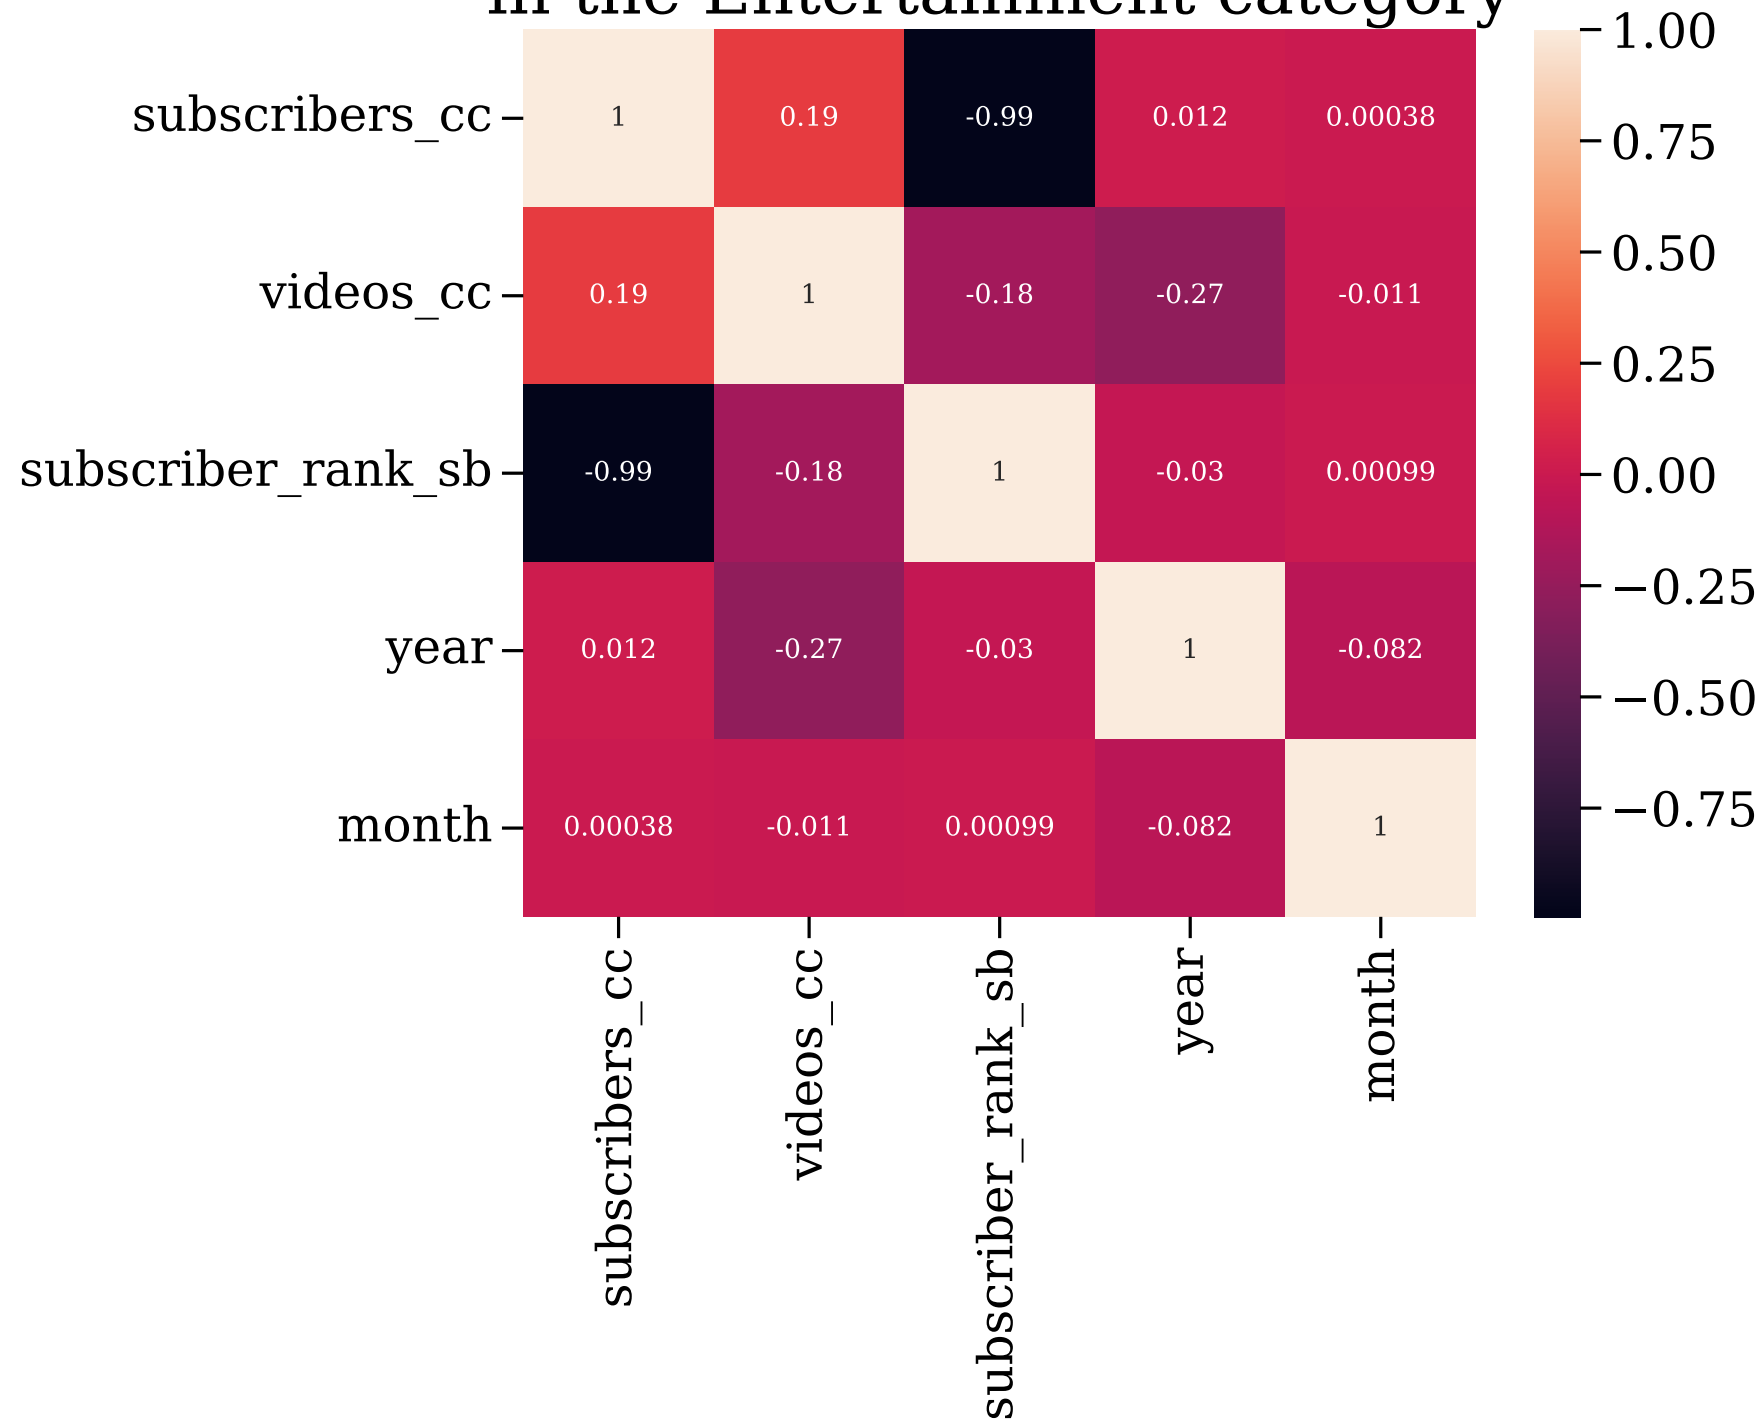 in the Entertainment category
subscribers_cc 1 0.19 -0.99 0.012 0.00038
videos_cc 0.19 1 -0.18 -0.27 -0.011
subscriber_rank_sb -0.99 -0.18 1 -0.03 0.00099
year 0.012 -0.27 -0.03 1 -0.082
month 0.00038 -0.011 0.00099 -0.082 1
subscribers_cc
videos_cc
subscriber_rank_sb
year
month
1.00
0.75
0.50
0.25
0.00
−0.25
−0.50
−0.75